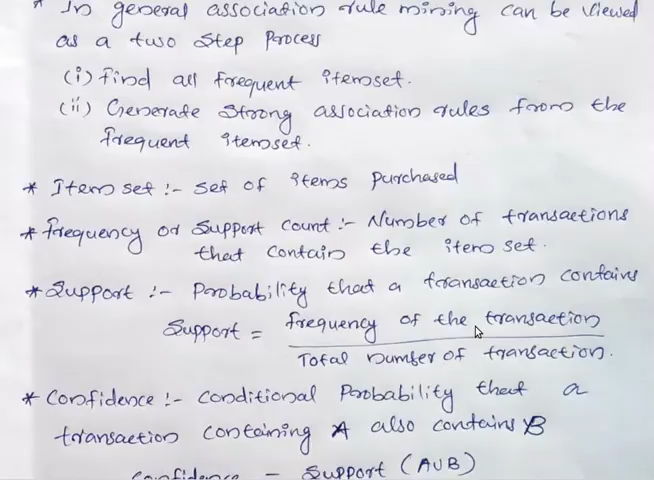 * In general association rule mining can be viewed
as a two step process
(i) find all frequent itemset.
(ii) Generate strong association rules from the
frequent itemset.
* Item set :- set of items purchased
* frequency or support count :- Number of transactions
that contain the item set.
* Support :- Probability that a transaction contains
Support = frequency of the transaction
Total number of transaction.
* Confidence :- conditional Probability that a
transaction containing A also contains B
Confidence = Support (AUB)